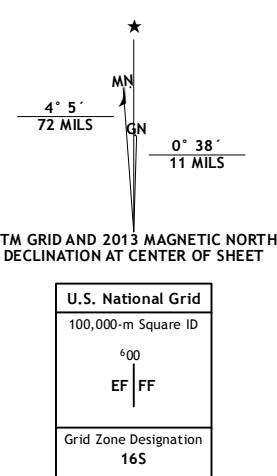 MN
4° 5´
72 MILS
GN
0° 38´
11 MILS
TM GRID AND 2013 MAGNETIC NORTH
DECLINATION AT CENTER OF SHEET
U.S. National Grid
100,000-m Square ID
⁶00
EF FF
Grid Zone Designation
16S